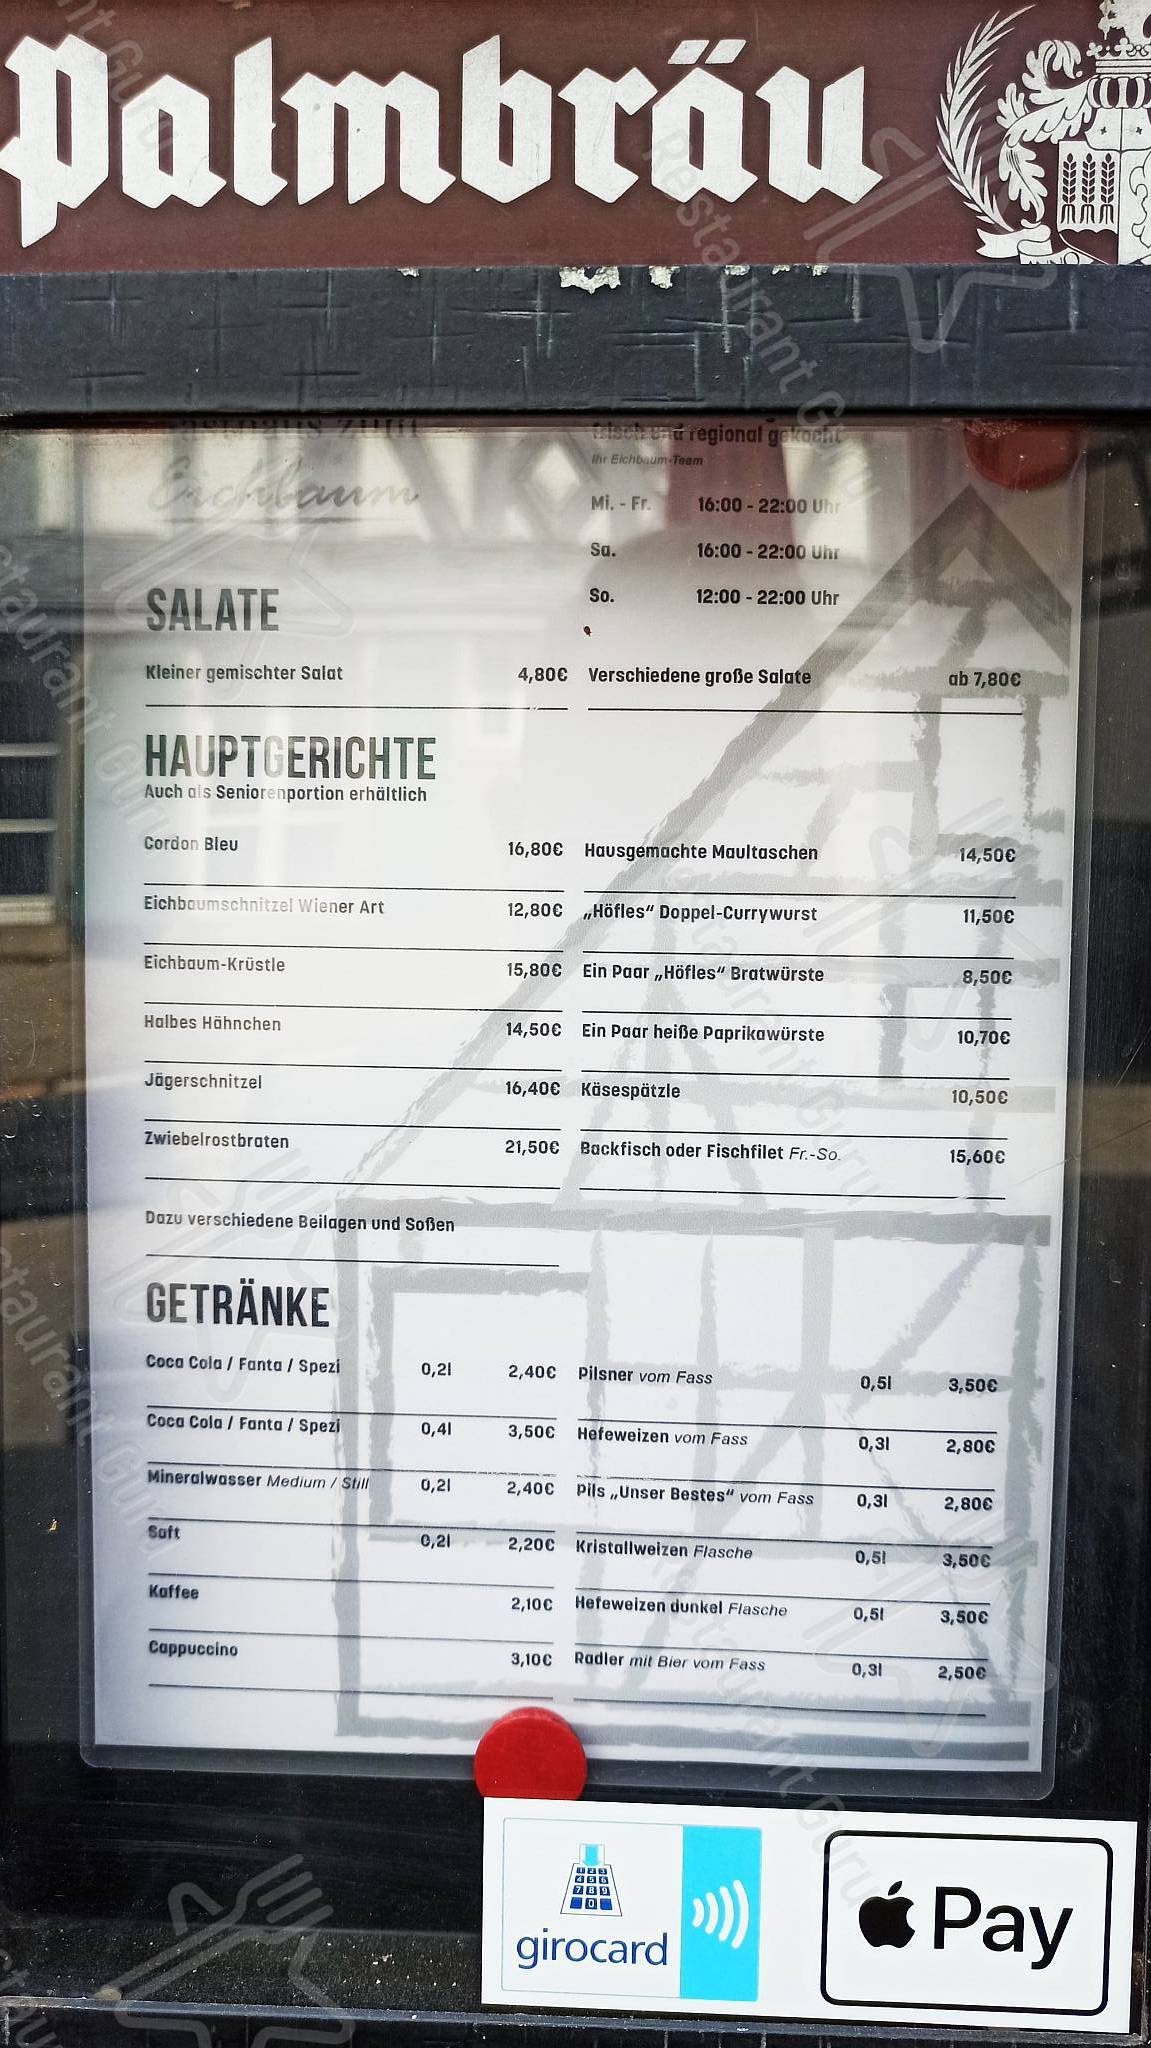 Palmbräu
Gasthaus zum
Eichbaum
frisch und regional gekocht
Ihr Eichbaum-Team
Mi. - Fr. 16:00 - 22:00 Uhr
Sa. 16:00 - 22:00 Uhr
So. 12:00 - 22:00 Uhr
SALATE
Kleiner gemischter Salat 4,80€
Verschiedene große Salate ab 7,80€
HAUPTGERICHTE
Auch als Seniorenportion erhältlich
Cordon Bleu 16,80€
Eichbaumschnitzel Wiener Art 12,80€
Eichbaum-Krüstle 15,80€
Halbes Hähnchen 14,50€
Jägerschnitzel 16,40€
Zwiebelrostbraten 21,50€
Hausgemachte Maultaschen 14,50€
„Höfles“ Doppel-Currywurst 11,50€
Ein Paar „Höfles“ Bratwürste 8,50€
Ein Paar heiße Paprikawürste 10,70€
Käsespätzle 10,50€
Backfisch oder Fischfilet Fr.-So. 15,60€
Dazu verschiedene Beilagen und Soßen
GETRÄNKE
Coca Cola / Fanta / Spezi 0,2l 2,40€
Coca Cola / Fanta / Spezi 0,4l 3,50€
Mineralwasser Medium / Still 0,2l 2,40€
Saft 0,2l 2,20€
Kaffee 2,10€
Cappuccino 3,10€
Pilsner vom Fass 0,5l 3,50€
Hefeweizen vom Fass 0,3l 2,80€
Pils „Unser Bestes“ vom Fass 0,3l 2,80€
Kristallweizen Flasche 0,5l 3,50€
Hefeweizen dunkel Flasche 0,5l 3,50€
Radler mit Bier vom Fass 0,3l 2,50€
girocard
Pay
Restaurant Guru